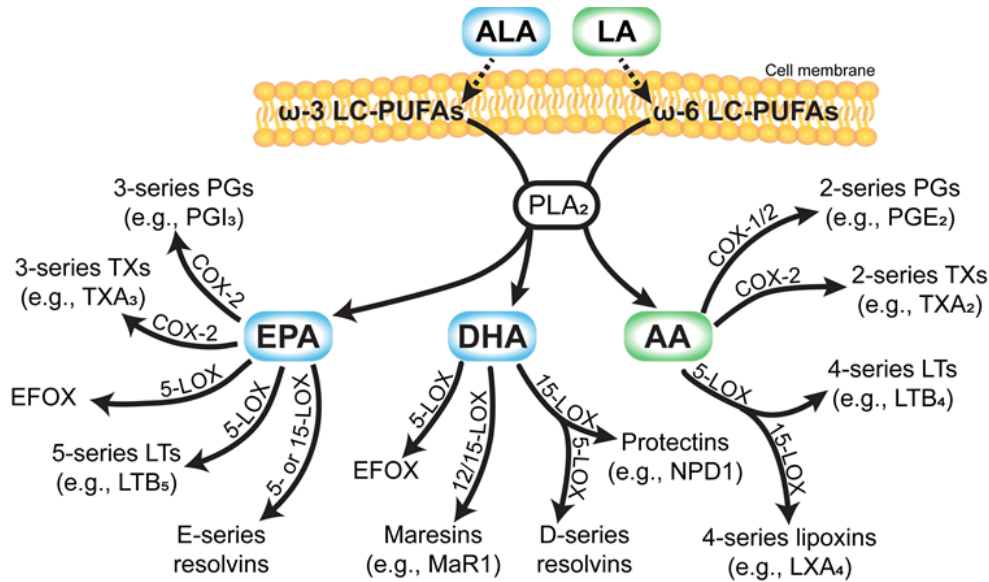 ALA
LA
Cell membrane
ω-3 LC-PUFAs
ω-6 LC-PUFAs
PLA₂
3-series PGs
(e.g., PGI₃)
COX-2
3-series TXs
(e.g., TXA₃)
COX-2
EPA
5-LOX
EFOX
5-LOX
5-series LTs
(e.g., LTB₅)
5- or 15-LOX
E-series
resolvins
DHA
5-LOX
EFOX
12/15-LOX
Maresins
(e.g., MaR1)
15-LOX
Protectins
(e.g., NPD1)
5-LOX
D-series
resolvins
AA
COX-1/2
2-series PGs
(e.g., PGE₂)
COX-2
2-series TXs
(e.g., TXA₂)
5-LOX
4-series LTs
(e.g., LTB₄)
15-LOX
4-series lipoxins
(e.g., LXA₄)